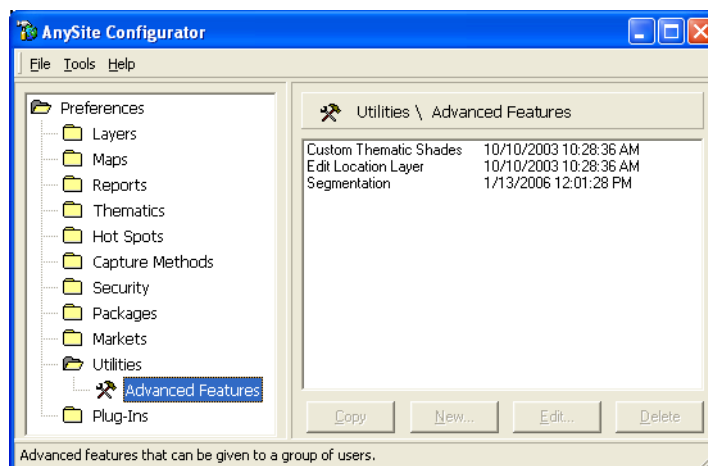 AnySite Configurator
File Tools Help
Preferences
Layers
Maps
Reports
Thematics
Hot Spots
Capture Methods
Security
Packages
Markets
Utilities
Advanced Features
Plug-Ins
Utilities \ Advanced Features
Custom Thematic Shades 10/10/2003 10:28:36 AM
Edit Location Layer 10/10/2003 10:28:36 AM
Segmentation 1/13/2006 12:01:28 PM
Copy New... Edit... Delete
Advanced features that can be given to a group of users.